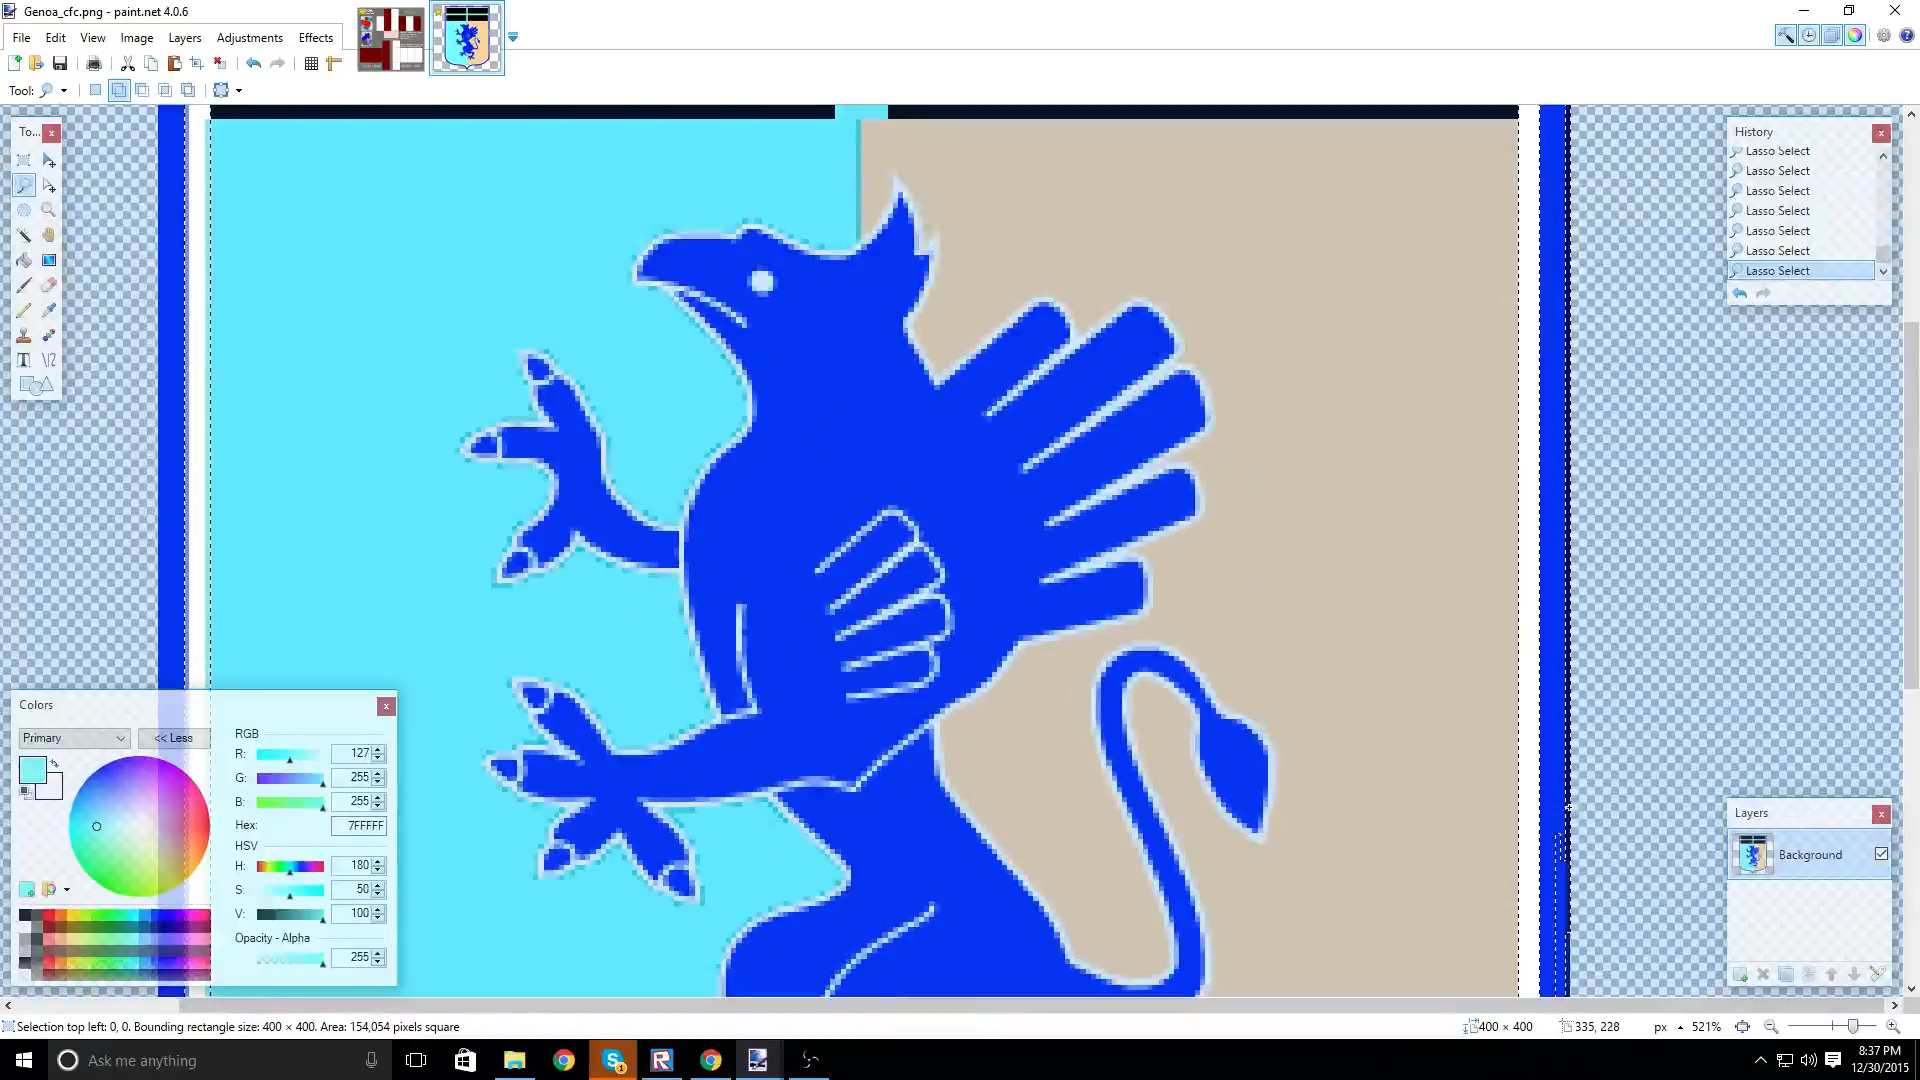 Genoa_cfc.png - paint.net 4.0.6
File Edit View Image Layers Adjustments Effects
Tool:
To...
History
Lasso Select
Lasso Select
Lasso Select
Lasso Select
Lasso Select
Lasso Select
Lasso Select
Colors
Primary
<< Less
RGB
R: 127
G: 255
B: 255
Hex: 7FFFFF
HSV
H: 180
S: 50
V: 100
Opacity - Alpha
255
Layers
Background
Selection top left: 0, 0. Bounding rectangle size: 400 × 400. Area: 154,054 pixels square
400 × 400
335, 228
px
521%
Ask me anything
8:37 PM
12/30/2015